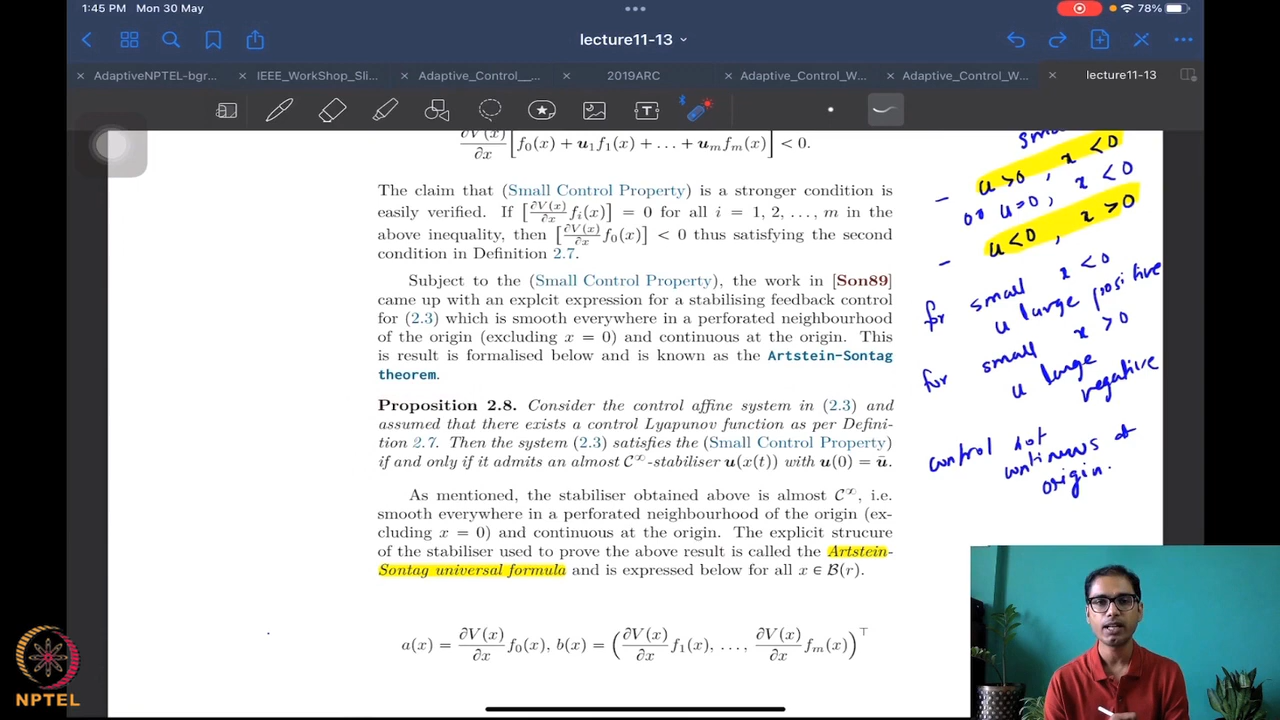 1:45 PM Mon 30 May
78%
lecture11-13
AdaptiveNPTEL-bgr...
IEEE_WorkShop_Sli...
Adaptive_Control__...
2019ARC
Adaptive_Control_W...
Adaptive_Control_W...
lecture11-13
∂V(x)/∂x [f₀(x) + u₁f₁(x) + . . . + uₘfₘ(x)] < 0.
The claim that (Small Control Property) is a stronger condition is
easily verified. If [∂V(x)/∂x fᵢ(x)] = 0 for all i = 1, 2, . . . , m in the
above inequality, then [∂V(x)/∂x f₀(x)] < 0 thus satisfying the second
condition in Definition 2.7.
Subject to the (Small Control Property), the work in [Son89]
came up with an explcit expression for a stabilising feedback control
for (2.3) which is smooth everywhere in a perforated neighbourhood
of the origin (excluding x = 0) and continuous at the origin. This
is result is formalised below and is known as the Artstein-Sontag
theorem.
Proposition 2.8. Consider the control affine system in (2.3) and
assumed that there exists a control Lyapunov function as per Defini-
tion 2.7. Then the system (2.3) satisfies the (Small Control Property)
if and only if it admits an almost C∞-stabiliser u(x(t)) with u(0) = ū.
As mentioned, the stabiliser obtained above is almost C∞, i.e.
smooth everywhere in a perforated neighbourhood of the origin (ex-
cluding x = 0) and continuous at the origin. The explicit strucure
of the stabiliser used to prove the above result is called the Artstein-
Sontag universal formula and is expressed below for all x ∈ B(r).
a(x) = ∂V(x)/∂x f₀(x), b(x) = (∂V(x)/∂x f₁(x), . . . , ∂V(x)/∂x fₘ(x))⊤
- u>0, x<0
or u=0, x<0
- u<0, x>0
for small x<0
u large positive
for small x>0
u large
negative
control not
continuous at
origin.
NPTEL